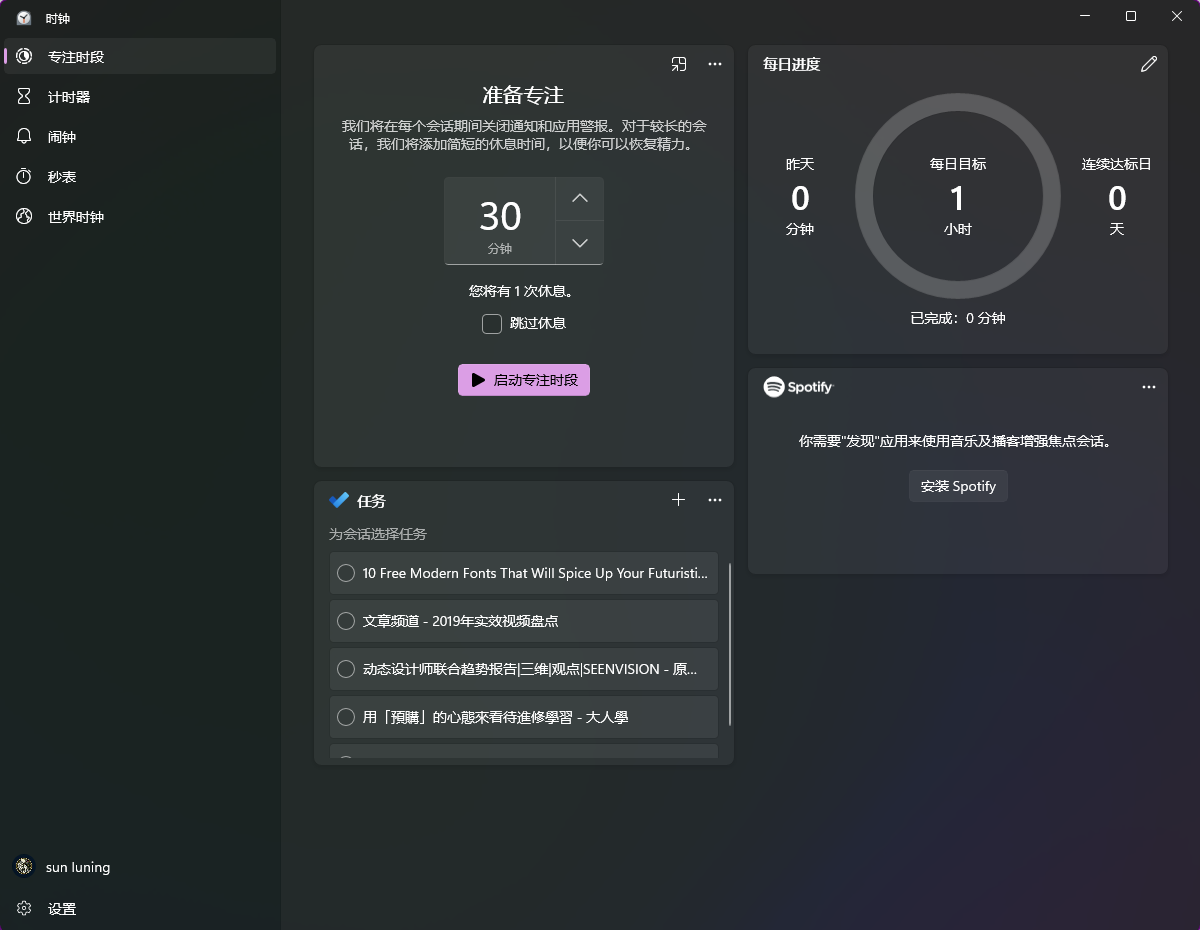 时钟
专注时段
计时器
闹钟
秒表
世界时钟
sun luning
设置
准备专注
我们将在每个会话期间关闭通知和应用警报。对于较长的会
话，我们将添加简短的休息时间，以便你可以恢复精力。
30
分钟
您将有 1 次休息。
跳过休息
启动专注时段
任务
为会话选择任务
10 Free Modern Fonts That Will Spice Up Your Futuristi...
文章频道 - 2019年实效视频盘点
动态设计师联合趋势报告|三维|观点|SEENVISION - 原...
用「預購」的心態來看待進修學習 - 大人學
每日进度
昨天
0
分钟
每日目标
1
小时
连续达标日
0
天
已完成：0 分钟
Spotify
你需要"发现"应用来使用音乐及播客增强焦点会话。
安装 Spotify